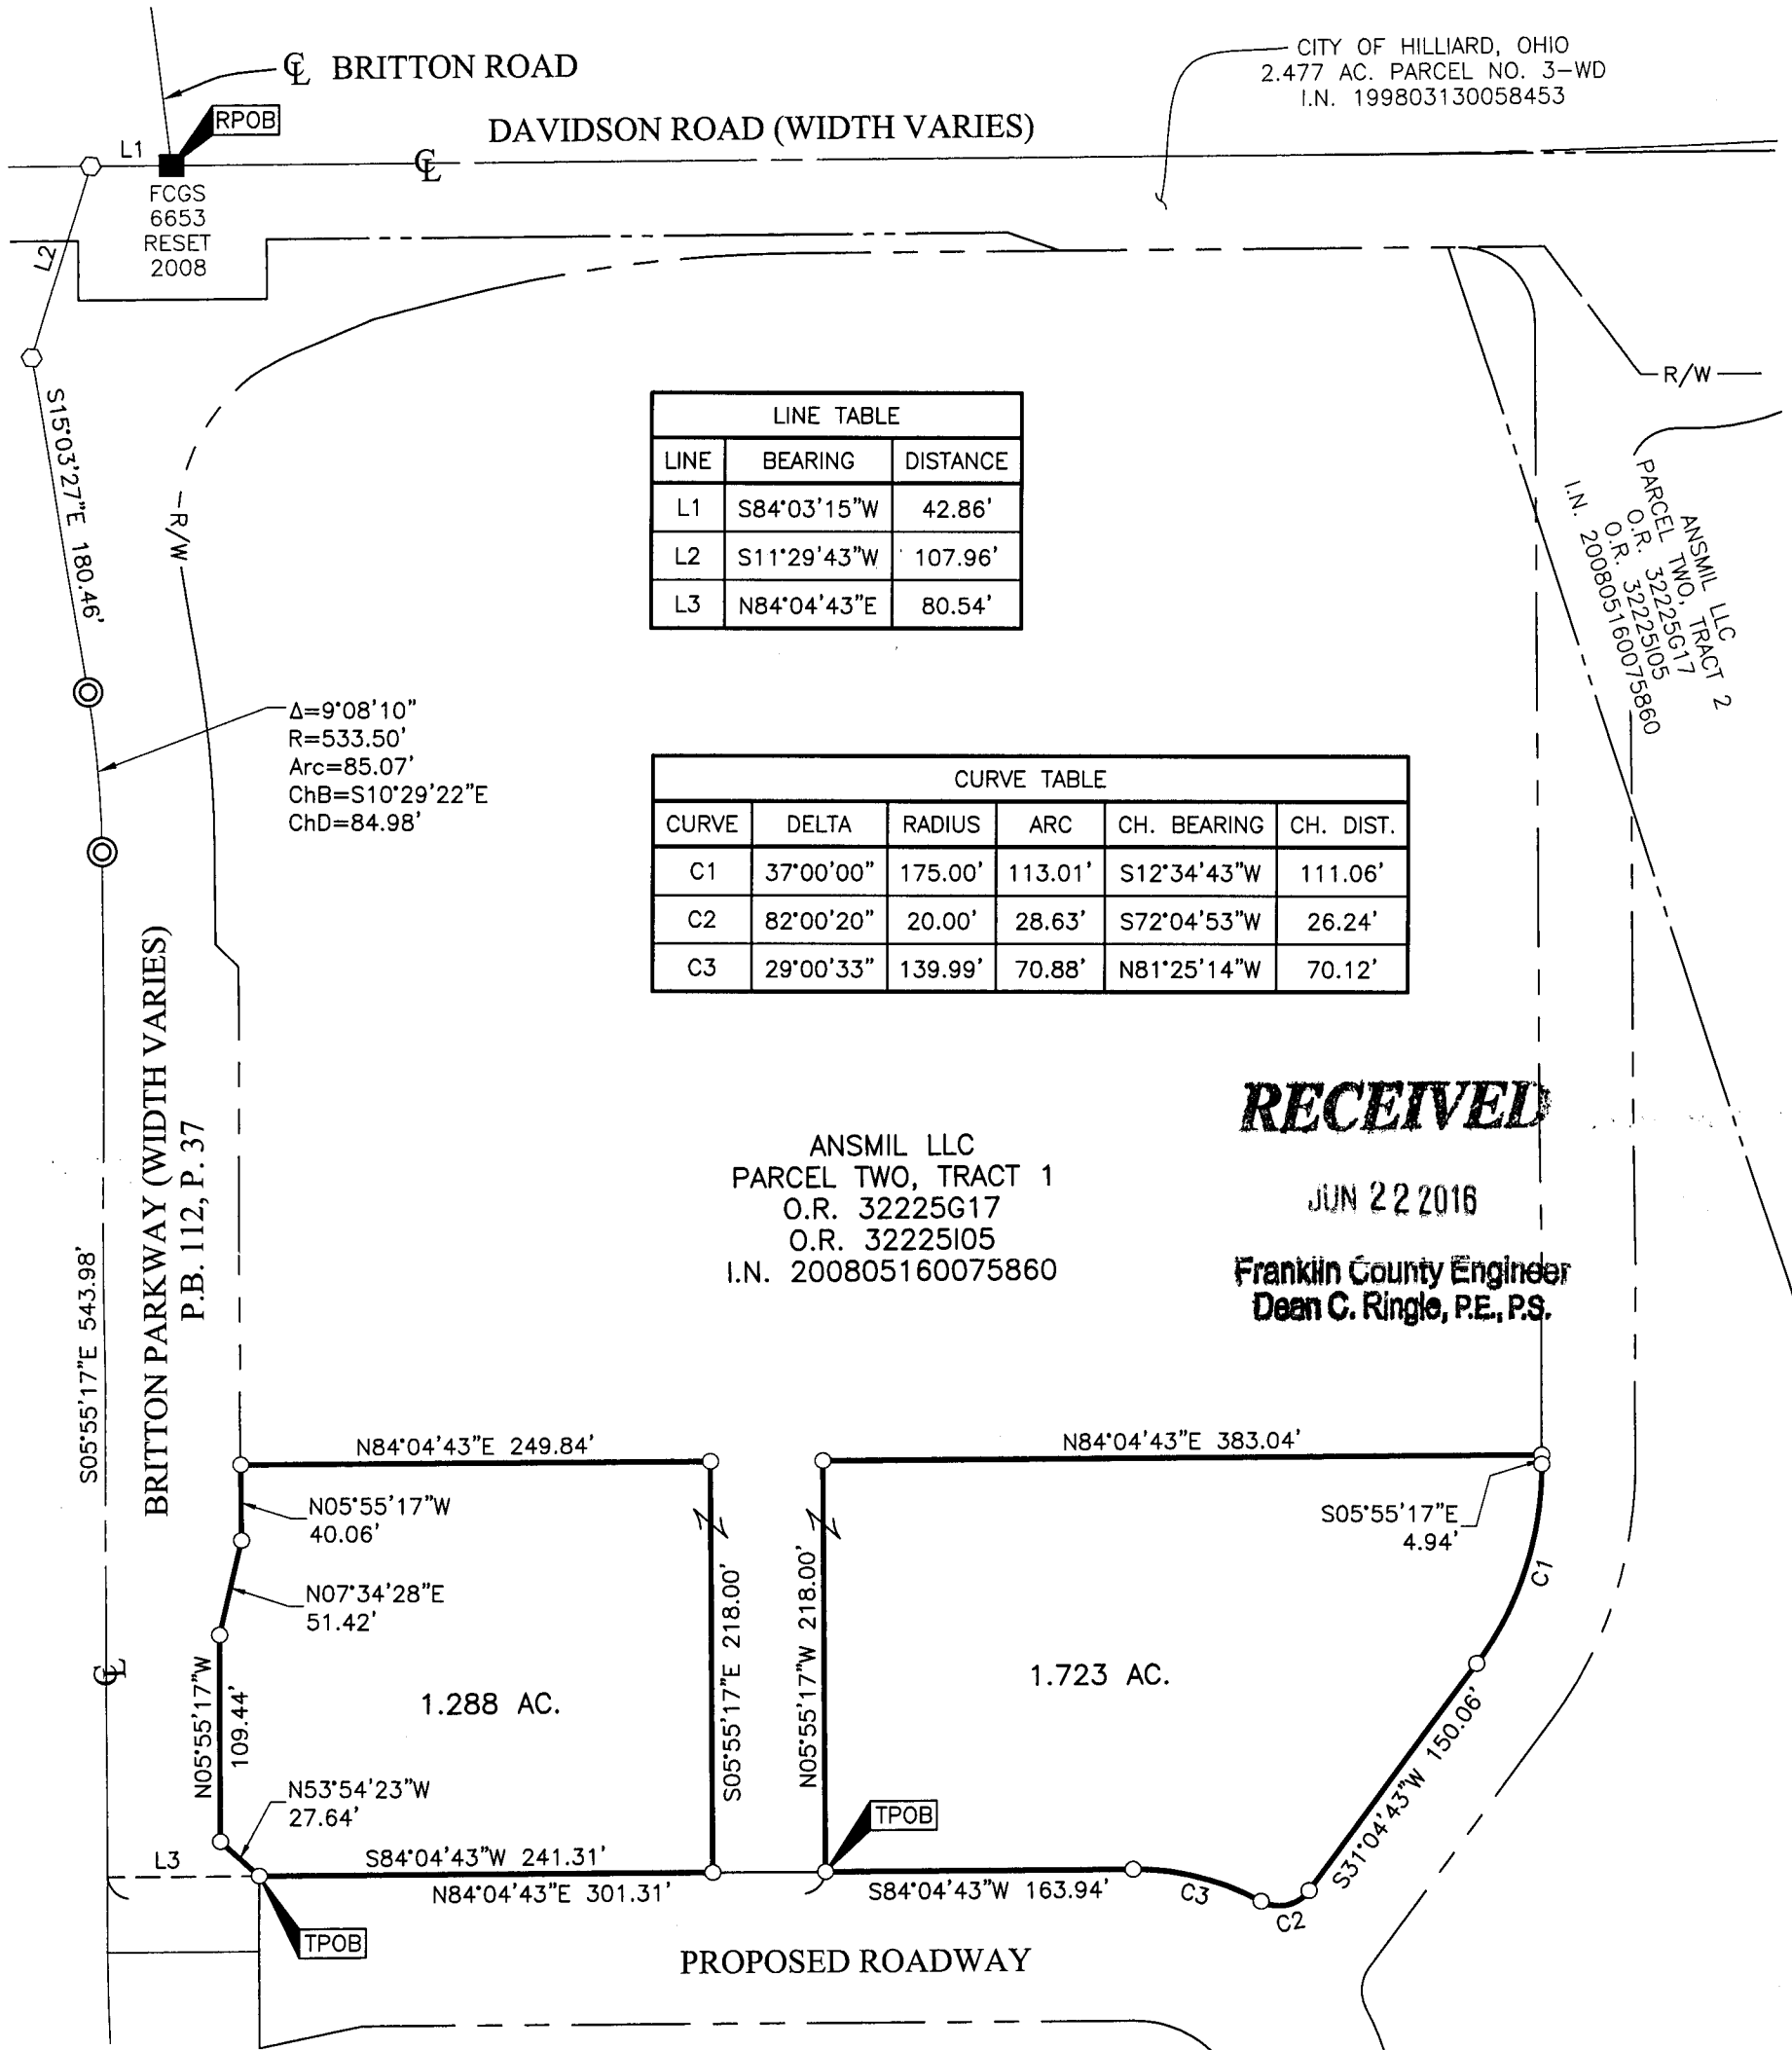 ℄ BRITTON ROAD
CITY OF HILLIARD, OHIO
2.477 AC. PARCEL NO. 3-WD
I.N. 199803130058453
RPOB
DAVIDSON ROAD (WIDTH VARIES)
L1
℄
FCGS
6653
RESET
2008
L2
R/W
S15°03'27"E 180.46'
R/W
LINE TABLE
LINE BEARING DISTANCE
L1 S84°03'15"W 42.86'
L2 S11°29'43"W 107.96'
L3 N84°04'43"E 80.54'
ANSMIL LLC
PARCEL TWO, TRACT 2
O.R. 32225G17
O.R. 32225I05
I.N. 200805160075860
Δ=9°08'10"
R=533.50'
Arc=85.07'
ChB=S10°29'22"E
ChD=84.98'
CURVE TABLE
CURVE DELTA RADIUS ARC CH. BEARING CH. DIST.
C1 37°00'00" 175.00' 113.01' S12°34'43"W 111.06'
C2 82°00'20" 20.00' 28.63' S72°04'53"W 26.24'
C3 29°00'33" 139.99' 70.88' N81°25'14"W 70.12'
BRITTON PARKWAY (WIDTH VARIES)
P.B. 112, P. 37
S05°55'17"E 543.98'
ANSMIL LLC
PARCEL TWO, TRACT 1
O.R. 32225G17
O.R. 32225I05
I.N. 200805160075860
RECEIVED
JUN 22 2016
Franklin County Engineer
Dean C. Ringle, P.E., P.S.
N84°04'43"E 249.84'
N84°04'43"E 383.04'
N05°55'17"W
40.06'
S05°55'17"E
4.94'
N07°34'28"E
51.42'
C1
S05°55'17"E 218.00'
N05°55'17"W 218.00'
℄
N05°55'17"W
109.44'
1.288 AC.
1.723 AC.
S31°04'43"W 150.06'
N53°54'23"W
27.64'
TPOB
L3
S84°04'43"W 241.31'
N84°04'43"E 301.31'
S84°04'43"W 163.94'
C3
C2
TPOB
PROPOSED ROADWAY